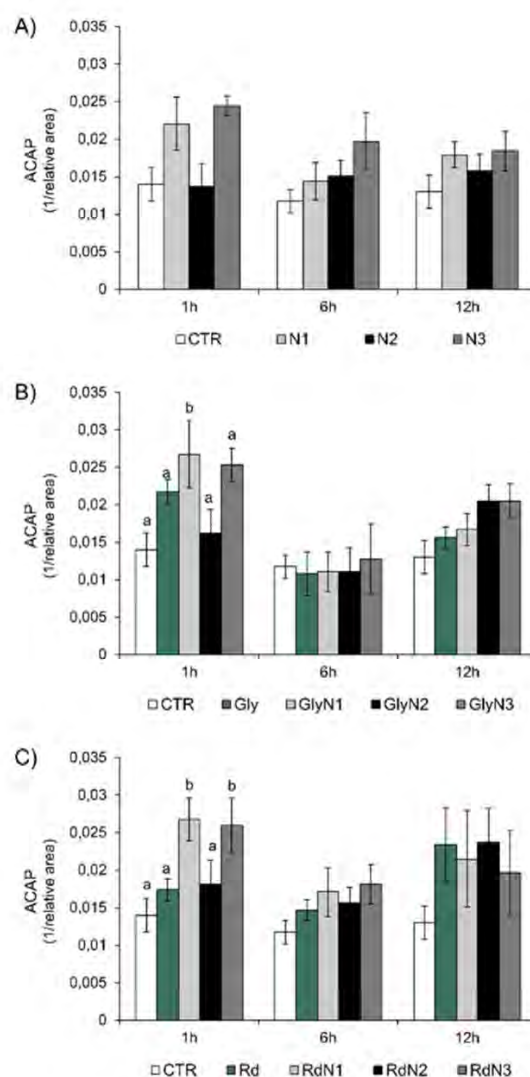 A)
ACAP
(1/relative area)
0,035
0,03
0,025
0,02
0,015
0,01
0,005
0
1h 6h 12h
CTR N1 N2 N3
B)
ACAP
(1/relative area)
0,035
0,03
0,025
0,02
0,015
0,01
0,005
0
a a b a a
1h 6h 12h
CTR Gly GlyN1 GlyN2 GlyN3
C)
ACAP
(1/relative area)
0,035
0,03
0,025
0,02
0,015
0,01
0,005
0
a a b a b
1h 6h 12h
CTR Rd RdN1 RdN2 RdN3